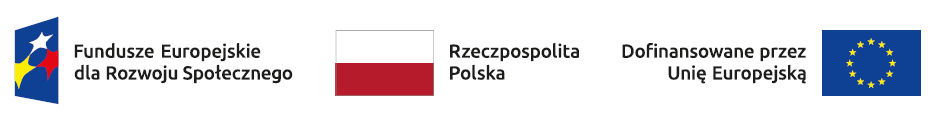 Fundusze Europejskie
dla Rozwoju Społecznego
Rzeczpospolita
Polska
Dofinansowane przez
Unię Europejską